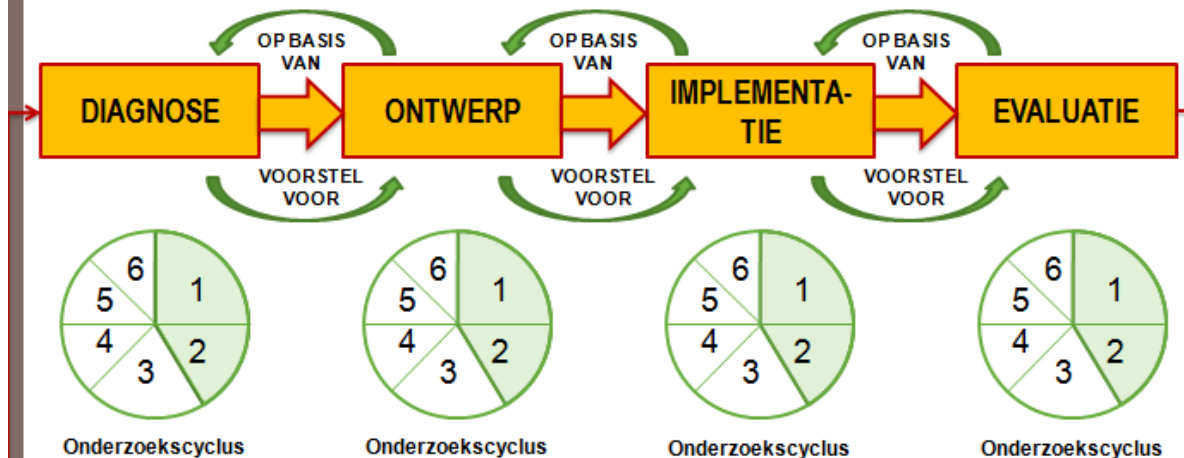 OP BASIS
VAN
OP BASIS
VAN
OP BASIS
VAN
DIAGNOSE
ONTWERP
IMPLEMENTA-
TIE
EVALUATIE
VOORSTEL
VOOR
VOORSTEL
VOOR
VOORSTEL
VOOR
6 1
5 2
4 3
6 1
5 2
4 3
6 1
5 2
4 3
6 1
5 2
4 3
Onderzoekscyclus
Onderzoekscyclus
Onderzoekscyclus
Onderzoekscyclus